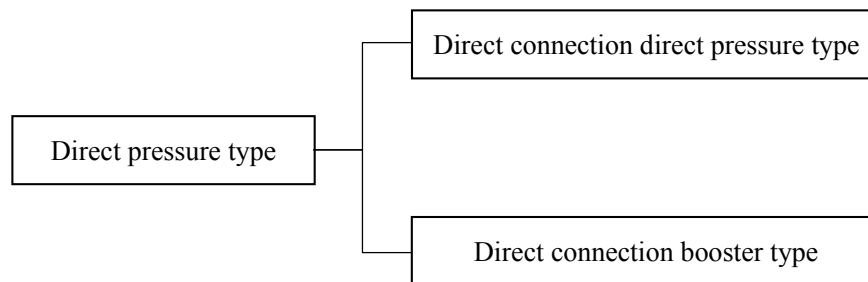 Direct connection direct pressure type
Direct pressure type
Direct connection booster type